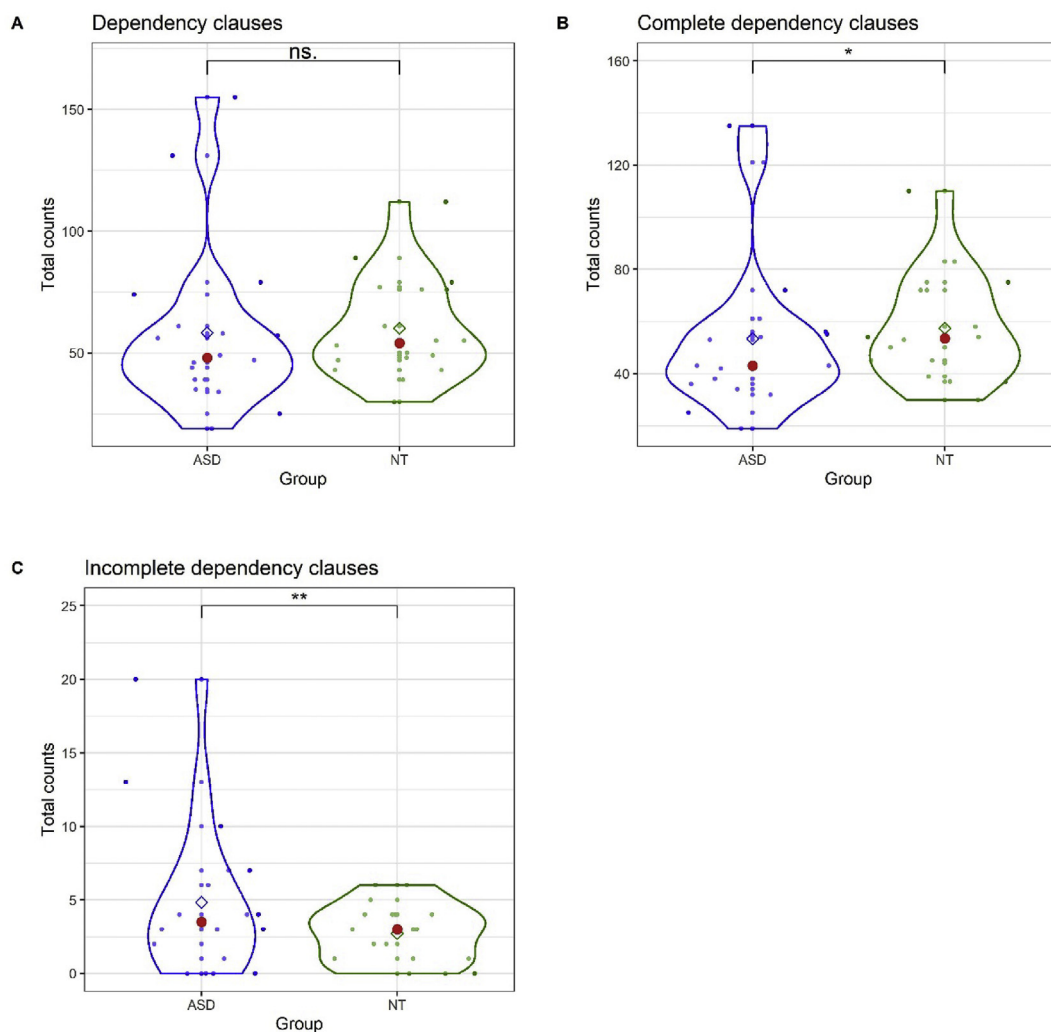 A
Dependency clauses
ns.
150
100
50
Total counts
ASD
NT
Group
B
Complete dependency clauses
*
160
120
80
40
Total counts
ASD
NT
Group
C
Incomplete dependency clauses
**
25
20
15
10
5
0
Total counts
ASD
NT
Group